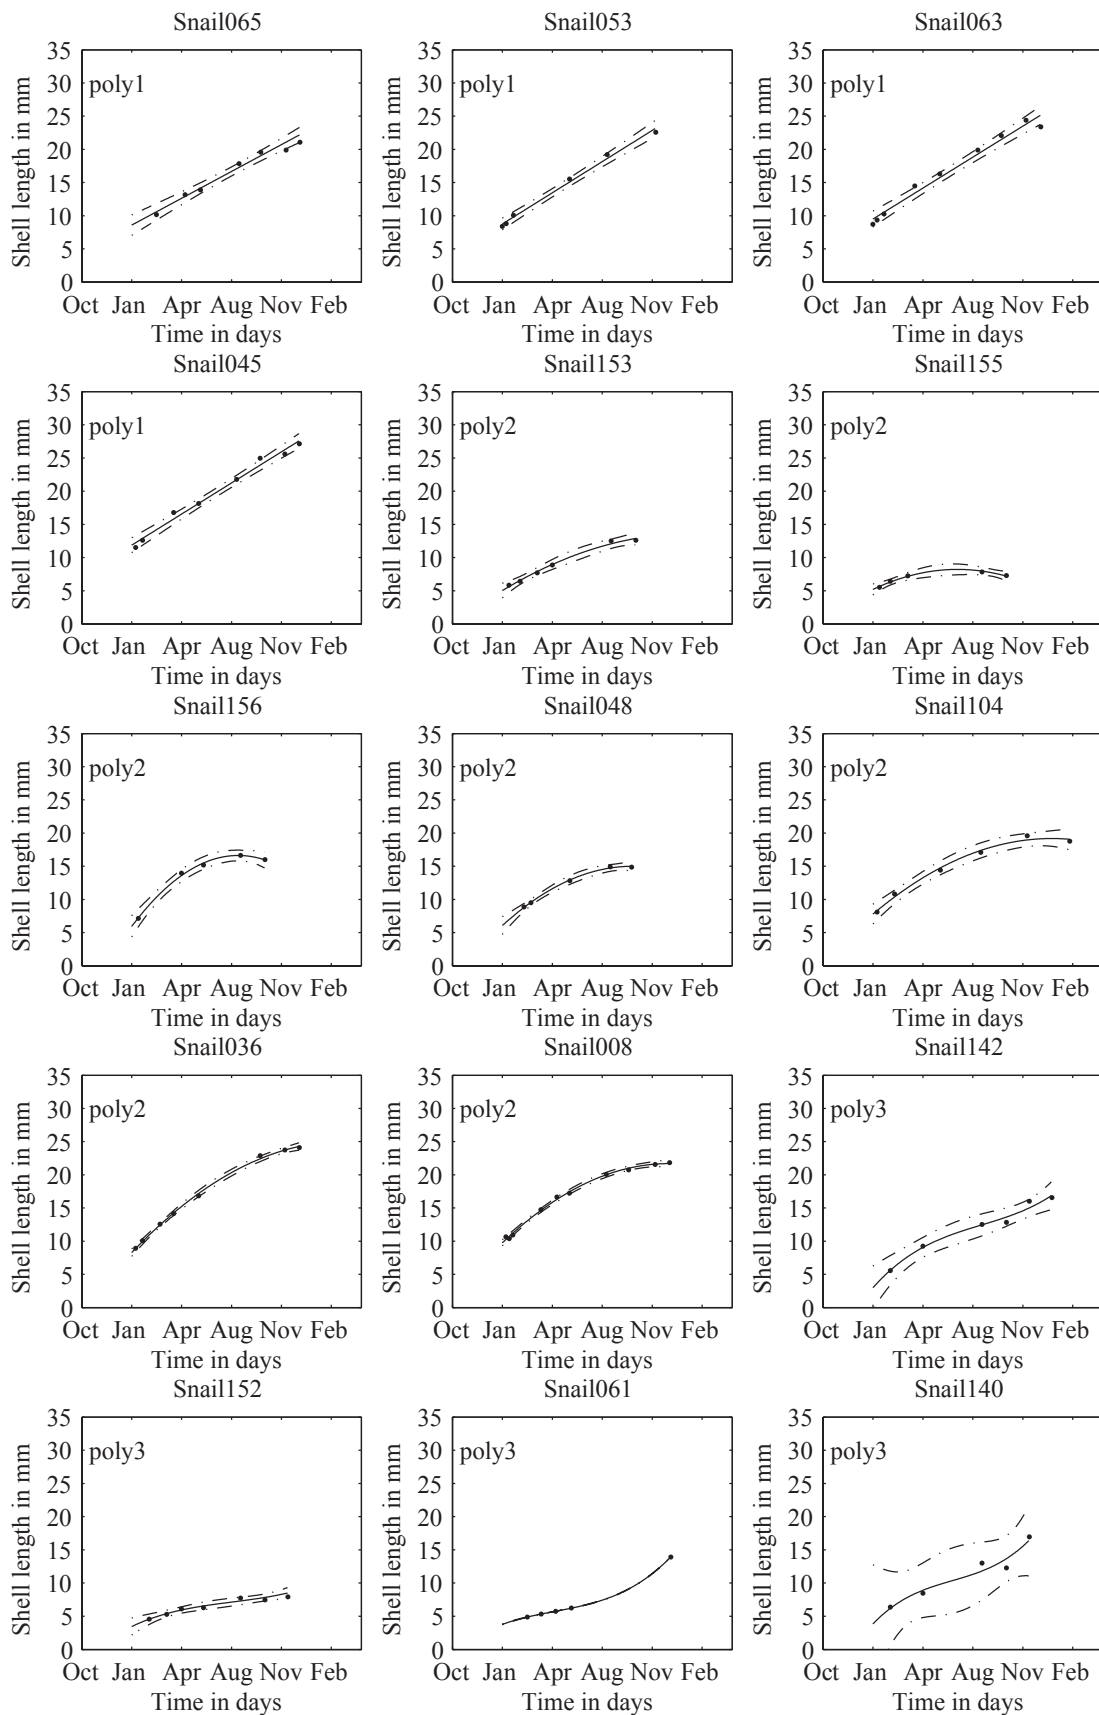 Snail065 Snail053 Snail063
35 35 35
30 poly1 30 poly1 30 poly1
25 25 25
20 20 20
15 15 15
10 10 10
5 5 5
0 0 0
Shell length in mm Shell length in mm Shell length in mm
Oct Jan Apr Aug Nov Feb Oct Jan Apr Aug Nov Feb Oct Jan Apr Aug Nov Feb
Time in days Time in days Time in days
Snail045 Snail153 Snail155
35 35 35
30 poly1 30 poly2 30 poly2
25 25 25
20 20 20
15 15 15
10 10 10
5 5 5
0 0 0
Shell length in mm Shell length in mm Shell length in mm
Oct Jan Apr Aug Nov Feb Oct Jan Apr Aug Nov Feb Oct Jan Apr Aug Nov Feb
Time in days Time in days Time in days
Snail156 Snail048 Snail104
35 35 35
30 poly2 30 poly2 30 poly2
25 25 25
20 20 20
15 15 15
10 10 10
5 5 5
0 0 0
Shell length in mm Shell length in mm Shell length in mm
Oct Jan Apr Aug Nov Feb Oct Jan Apr Aug Nov Feb Oct Jan Apr Aug Nov Feb
Time in days Time in days Time in days
Snail036 Snail008 Snail142
35 35 35
30 poly2 30 poly2 30 poly3
25 25 25
20 20 20
15 15 15
10 10 10
5 5 5
0 0 0
Shell length in mm Shell length in mm Shell length in mm
Oct Jan Apr Aug Nov Feb Oct Jan Apr Aug Nov Feb Oct Jan Apr Aug Nov Feb
Time in days Time in days Time in days
Snail152 Snail061 Snail140
35 35 35
30 poly3 30 poly3 30 poly3
25 25 25
20 20 20
15 15 15
10 10 10
5 5 5
0 0 0
Shell length in mm Shell length in mm Shell length in mm
Oct Jan Apr Aug Nov Feb Oct Jan Apr Aug Nov Feb Oct Jan Apr Aug Nov Feb
Time in days Time in days Time in days